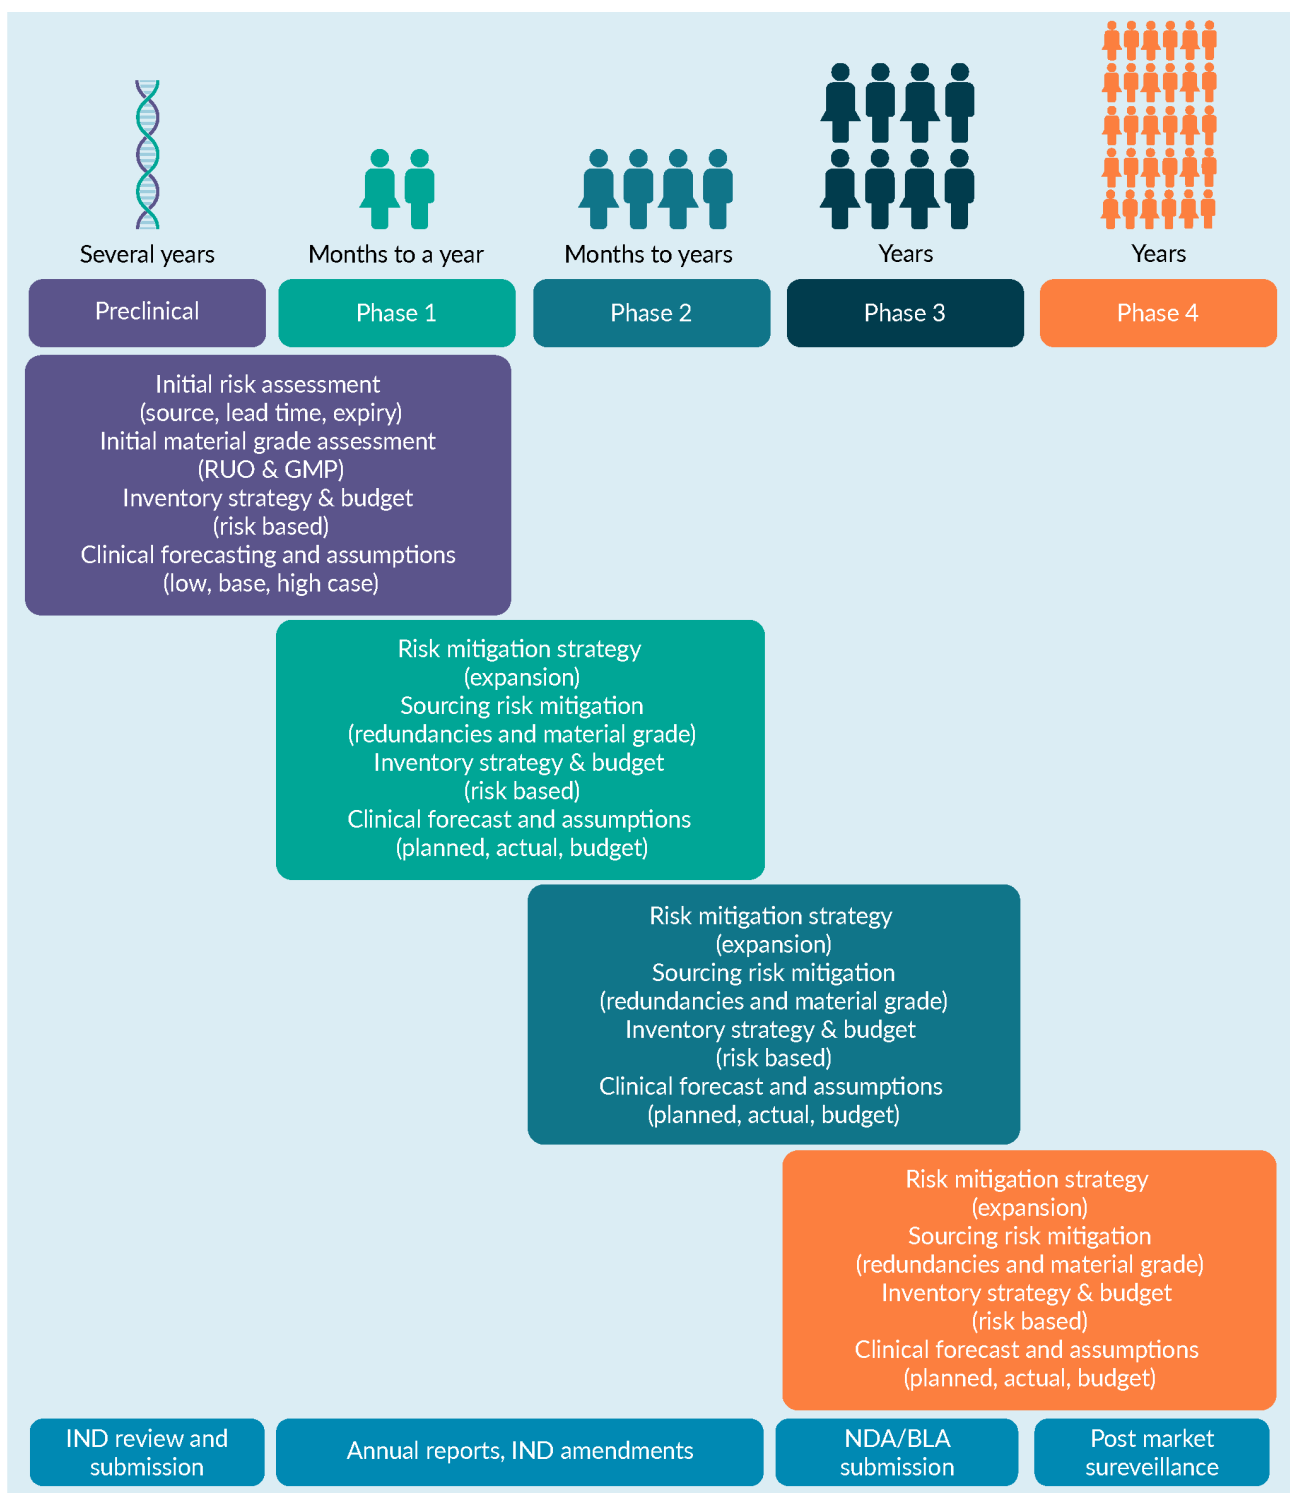 Several years
Months to a year
Months to years
Years
Years
Preclinical
Phase 1
Phase 2
Phase 3
Phase 4
Initial risk assessment
(source, lead time, expiry)
Initial material grade assessment
(RUO & GMP)
Inventory strategy & budget
(risk based)
Clinical forecasting and assumptions
(low, base, high case)
Risk mitigation strategy
(expansion)
Sourcing risk mitigation
(redundancies and material grade)
Inventory strategy & budget
(risk based)
Clinical forecast and assumptions
(planned, actual, budget)
Risk mitigation strategy
(expansion)
Sourcing risk mitigation
(redundancies and material grade)
Inventory strategy & budget
(risk based)
Clinical forecast and assumptions
(planned, actual, budget)
Risk mitigation strategy
(expansion)
Sourcing risk mitigation
(redundancies and material grade)
Inventory strategy & budget
(risk based)
Clinical forecast and assumptions
(planned, actual, budget)
IND review and
submission
Annual reports, IND amendments
NDA/BLA
submission
Post market
sureveillance